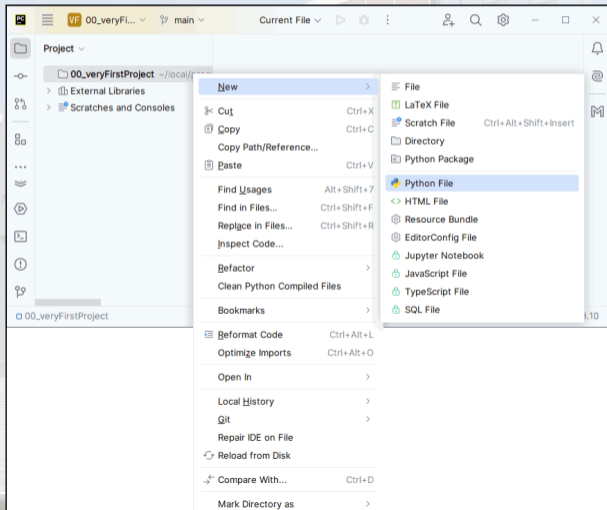 PC VF 00_veryFi... main Current File
Project
00_veryFirstProject
External Libraries
Scratches and Consoles
New
Cut Ctrl+X
Copy Ctrl+C
Copy Path/Reference...
Paste Ctrl+V
Find Usages Alt+Shift+7
Find in Files... Ctrl+Shift+F
Replace in Files... Ctrl+Shift+R
Inspect Code...
Refactor
Clean Python Compiled Files
Bookmarks
Reformat Code Ctrl+Alt+L
Optimize Imports Ctrl+Alt+O
Open In
Local History
Git
Repair IDE on File
Reload from Disk
Compare With... Ctrl+D
Mark Directory as
File
LaTeX File
Scratch File Ctrl+Alt+Shift+Insert
Directory
Python Package
Python File
HTML File
Resource Bundle
EditorConfig File
Jupyter Notebook
JavaScript File
TypeScript File
SQL File
00_veryFirstProject